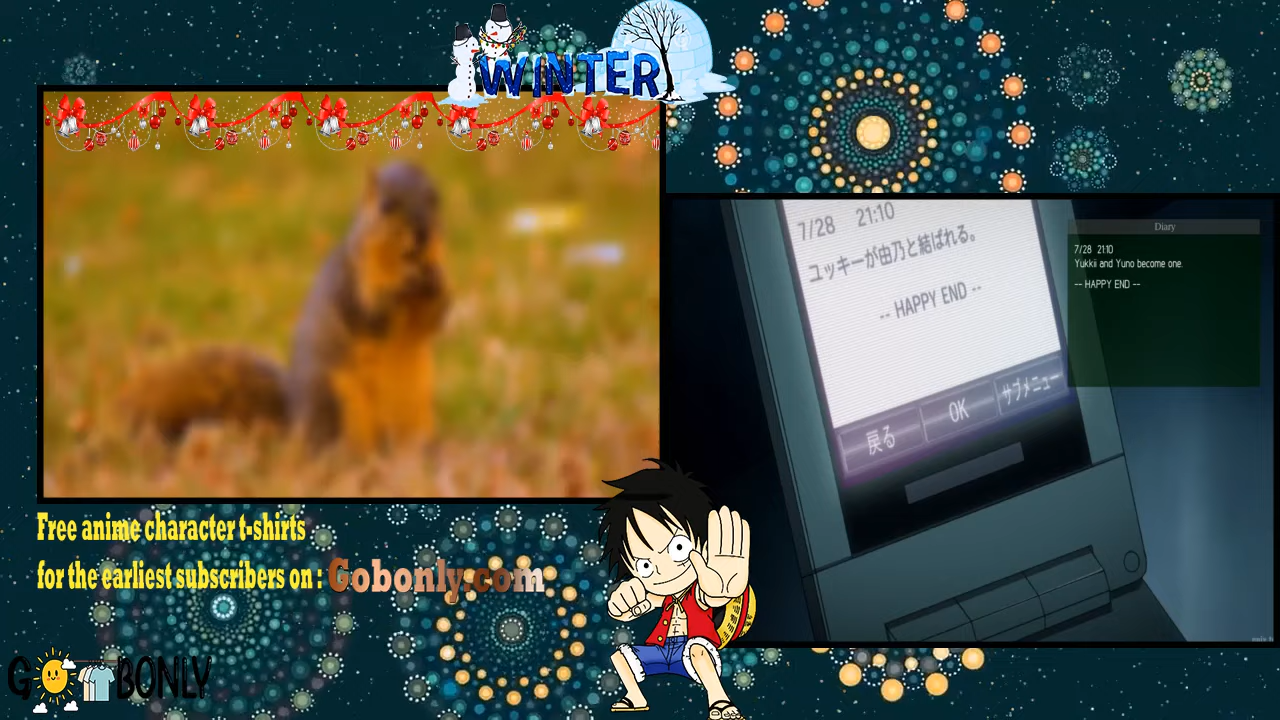 WINTER
7/28 21:10
ユッキーが由乃と結ばれる。
-- HAPPY END --
戻る
OK
サブメニュー
Diary
7/28 21:10
Yukkii and Yuno become one.
-- HAPPY END --
Free anime character t-shirts
for the earliest subscribers on : Gobonly.com
GOBONLY